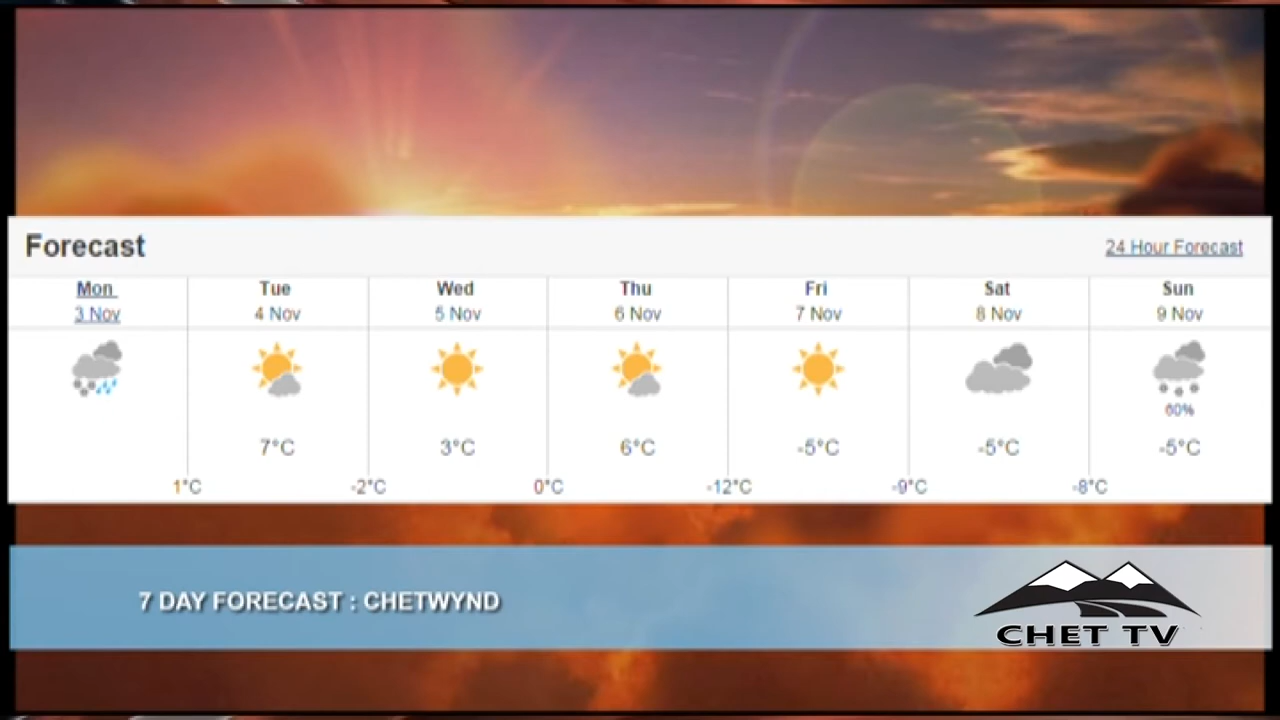 Forecast
24 Hour Forecast
Mon Tue Wed Thu Fri Sat Sun
3 Nov 4 Nov 5 Nov 6 Nov 7 Nov 8 Nov 9 Nov
60%
7°C 3°C 6°C -5°C -5°C -5°C
1°C -2°C 0°C -12°C -9°C -8°C
7 DAY FORECAST : CHETWYND
CHET TV